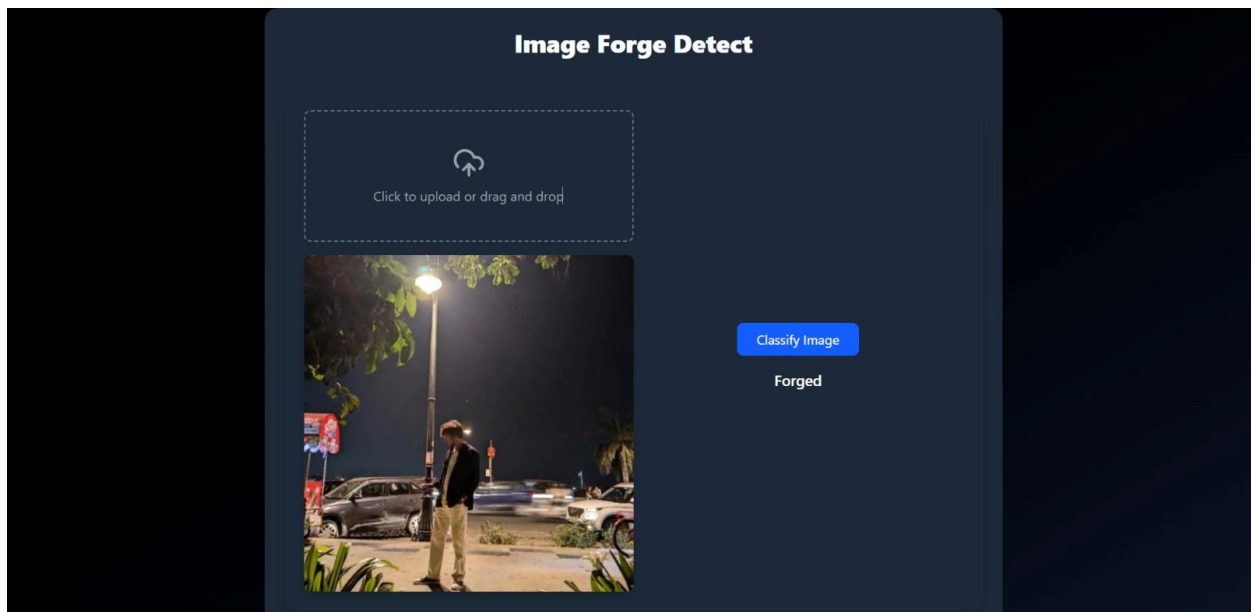 Image Forge Detect
Click to upload or drag and drop
Classify Image
Forged